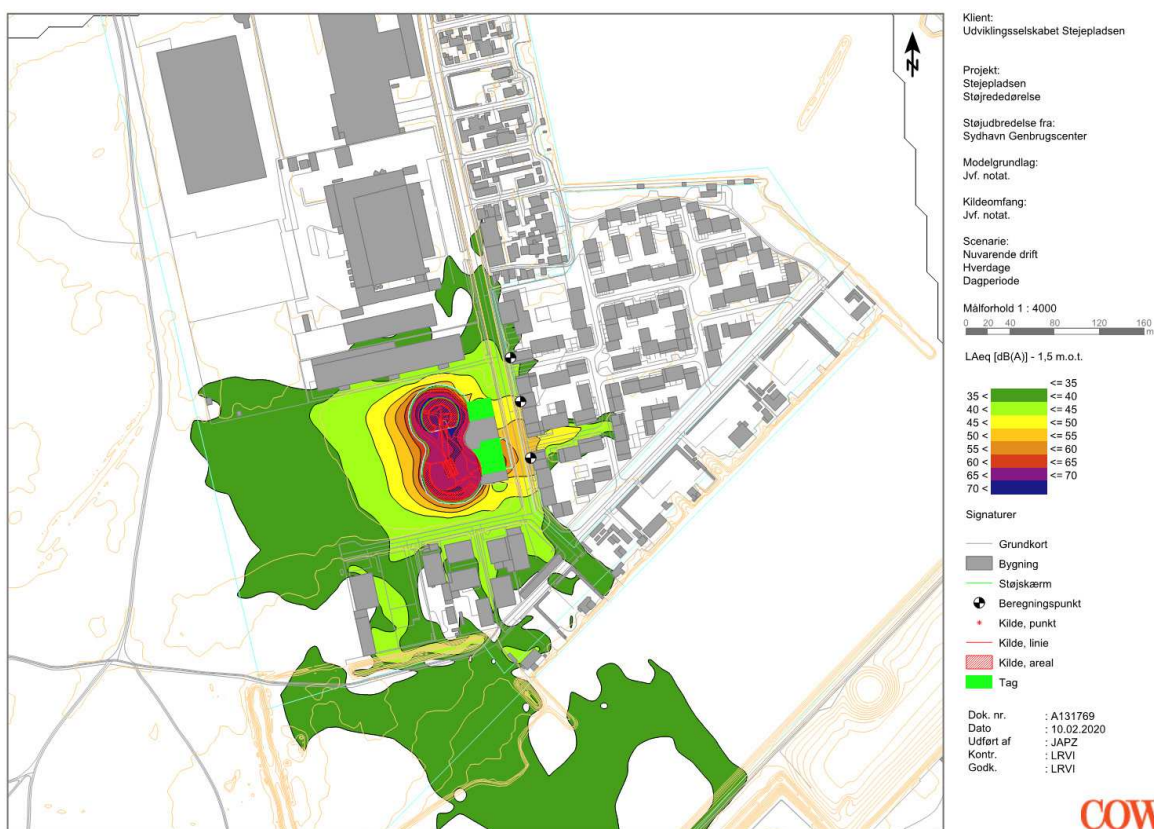 N
Klient:
Udviklingsselskabet Stejepladsen
Projekt:
Stejepladsen
Støjrededørelse
Støjudbredelse fra:
Sydhavn Genbrugscenter
Modelgrundlag:
Jvf. notat.
Kildeomfang:
Jvf. notat.
Scenarie:
Nuvarende drift
Hverdage
Dagperiode
Målforhold 1 : 4000
0 20 40 80 120 160
m
LAeq [dB(A)] - 1,5 m.o.t.
<= 35
35 < <= 40
40 < <= 45
45 < <= 50
50 < <= 55
55 < <= 60
60 < <= 65
65 < <= 70
70 <
Signaturer
Grundkort
Bygning
Støjskærm
Beregningspunkt
Kilde, punkt
Kilde, linie
Kilde, areal
Tag
Dok. nr. : A131769
Dato : 10.02.2020
Udført af : JAPZ
Kontr. : LRVI
Godk. : LRVI
COW